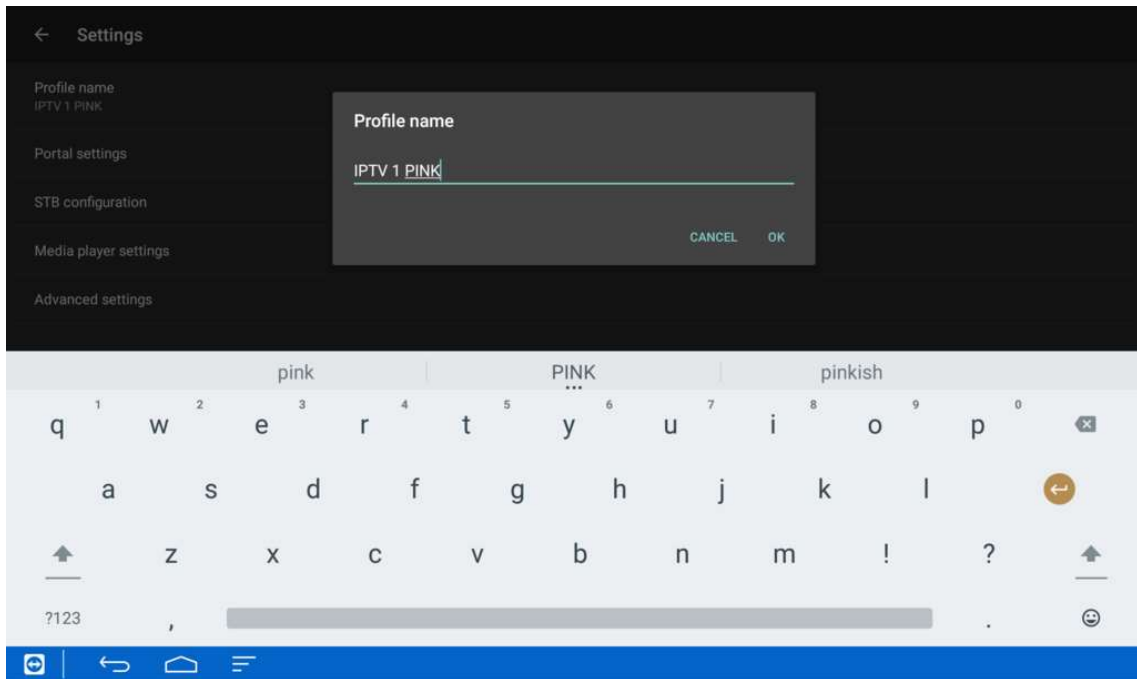 Settings
Profile name
IPTV 1 PINK
Portal settings
STB configuration
Media player settings
Advanced settings
Profile name
IPTV 1 PINK
CANCEL OK
pink PINK pinkish
1 2 3 4 5 6 7 8 9 0
q w e r t y u i o p
a s d f g h j k l
z x c v b n m ! ?
?123 , .